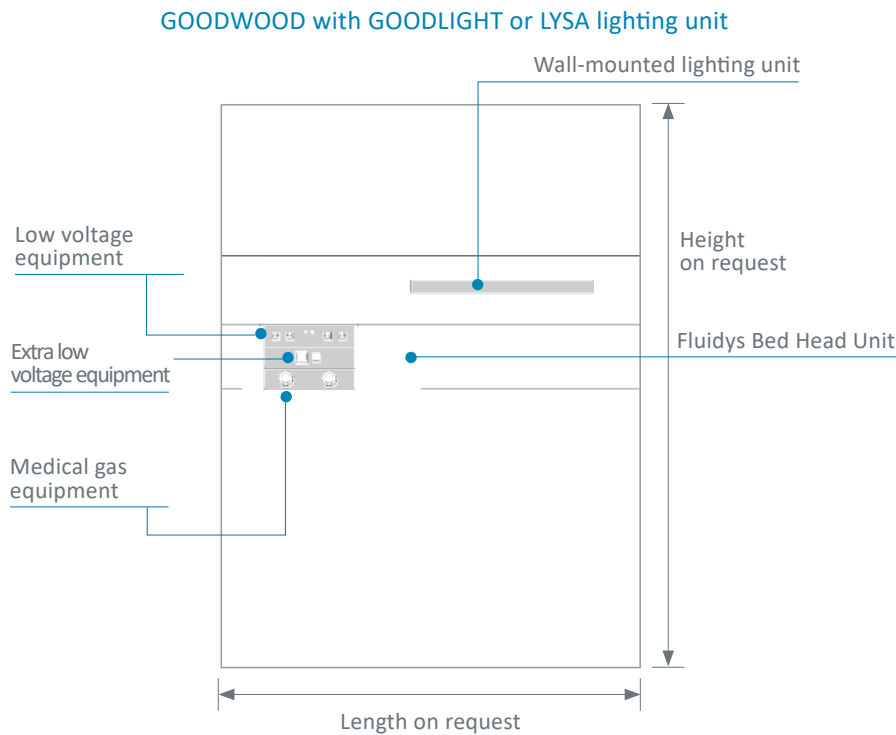 GOODWOOD with GOODLIGHT or LYSA lighting unit
Wall-mounted lighting unit
Low voltage
equipment
Height
on request
Extra low
voltage equipment
Fluidys Bed Head Unit
Medical gas
equipment
Length on request